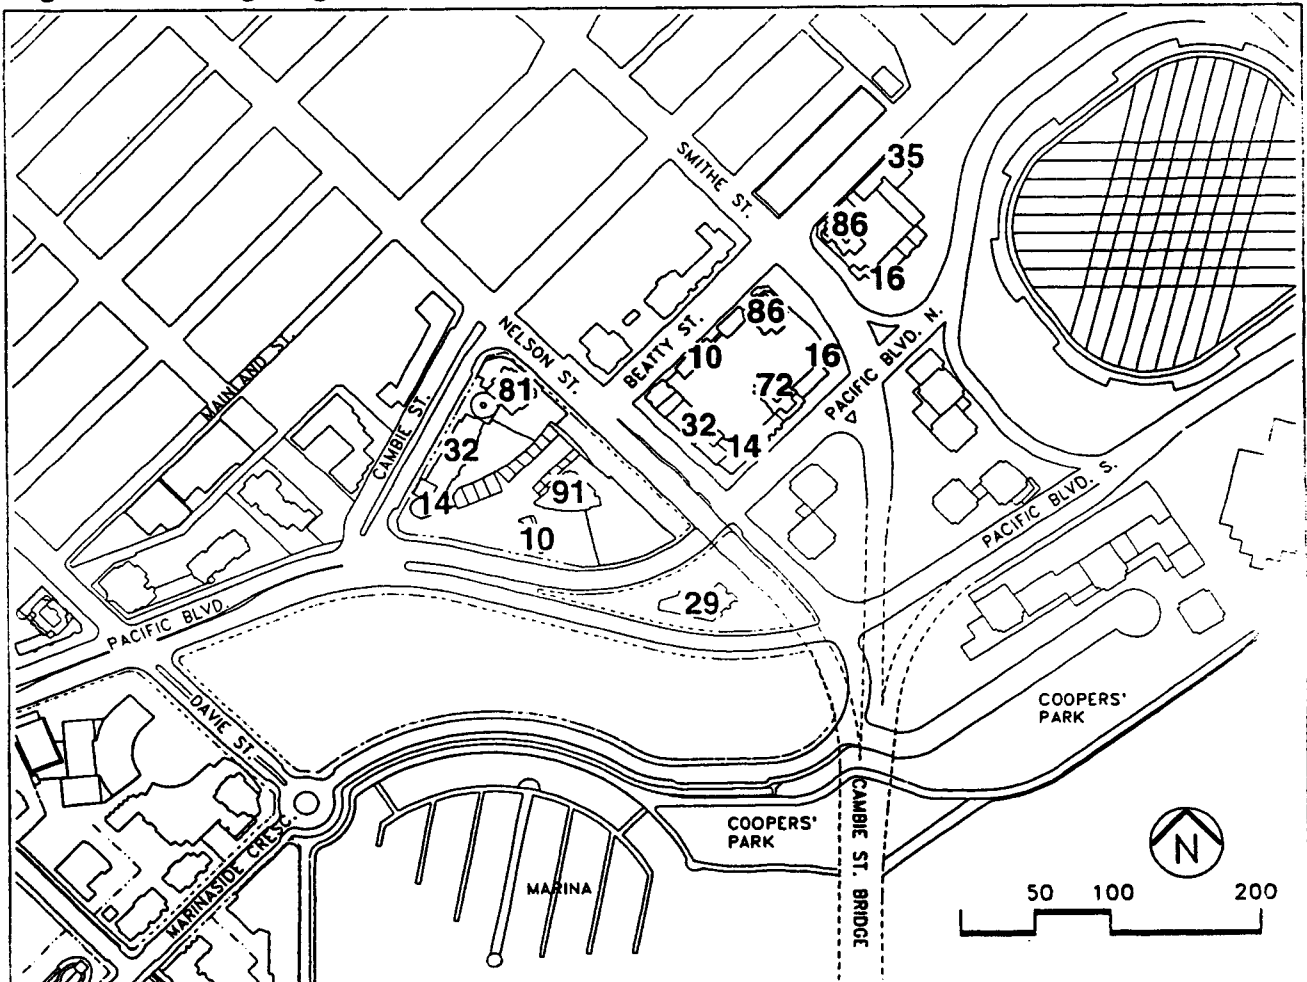 SMITHE ST.
35
86
16
NELSON ST.
BEATTY ST.
86
10
16
72
32
14
PACIFIC BLVD. N.
MAINLAND ST.
CAMBIE ST.
81
32
14
91
10
29
PACIFIC BLVD. S.
PACIFIC BLVD.
DAVIE ST.
COOPERS'
PARK
MARINASIDE CRESC.
MARINA
COOPERS'
PARK
CAMBIE ST. BRIDGE
N
50 100 200